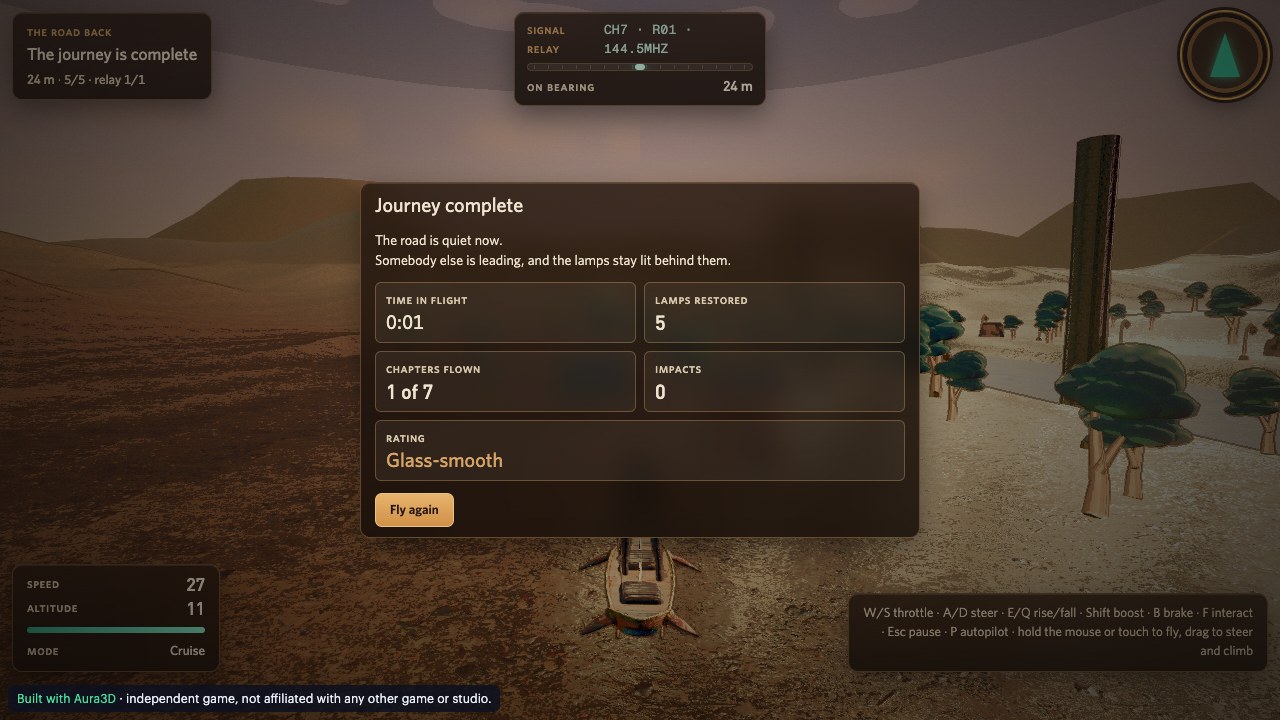 THE ROAD BACK
The journey is complete
24 m · 5/5 · relay 1/1
SIGNAL RELAY
CH7 · R01 · 144.5MHZ
ON BEARING
24 m
Journey complete
The road is quiet now.
Somebody else is leading, and the lamps stay lit behind them.
TIME IN FLIGHT
0:01
LAMPS RESTORED
5
CHAPTERS FLOWN
1 of 7
IMPACTS
0
RATING
Glass-smooth
Fly again
SPEED
27
ALTITUDE
11
MODE
Cruise
W/S throttle · A/D steer · E/Q rise/fall · Shift boost · B brake · F interact
· Esc pause · P autopilot · hold the mouse or touch to fly, drag to steer
and climb
Built with Aura3D · independent game, not affiliated with any other game or studio.